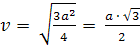 v = √(3a²/4) = (a · √3)/2